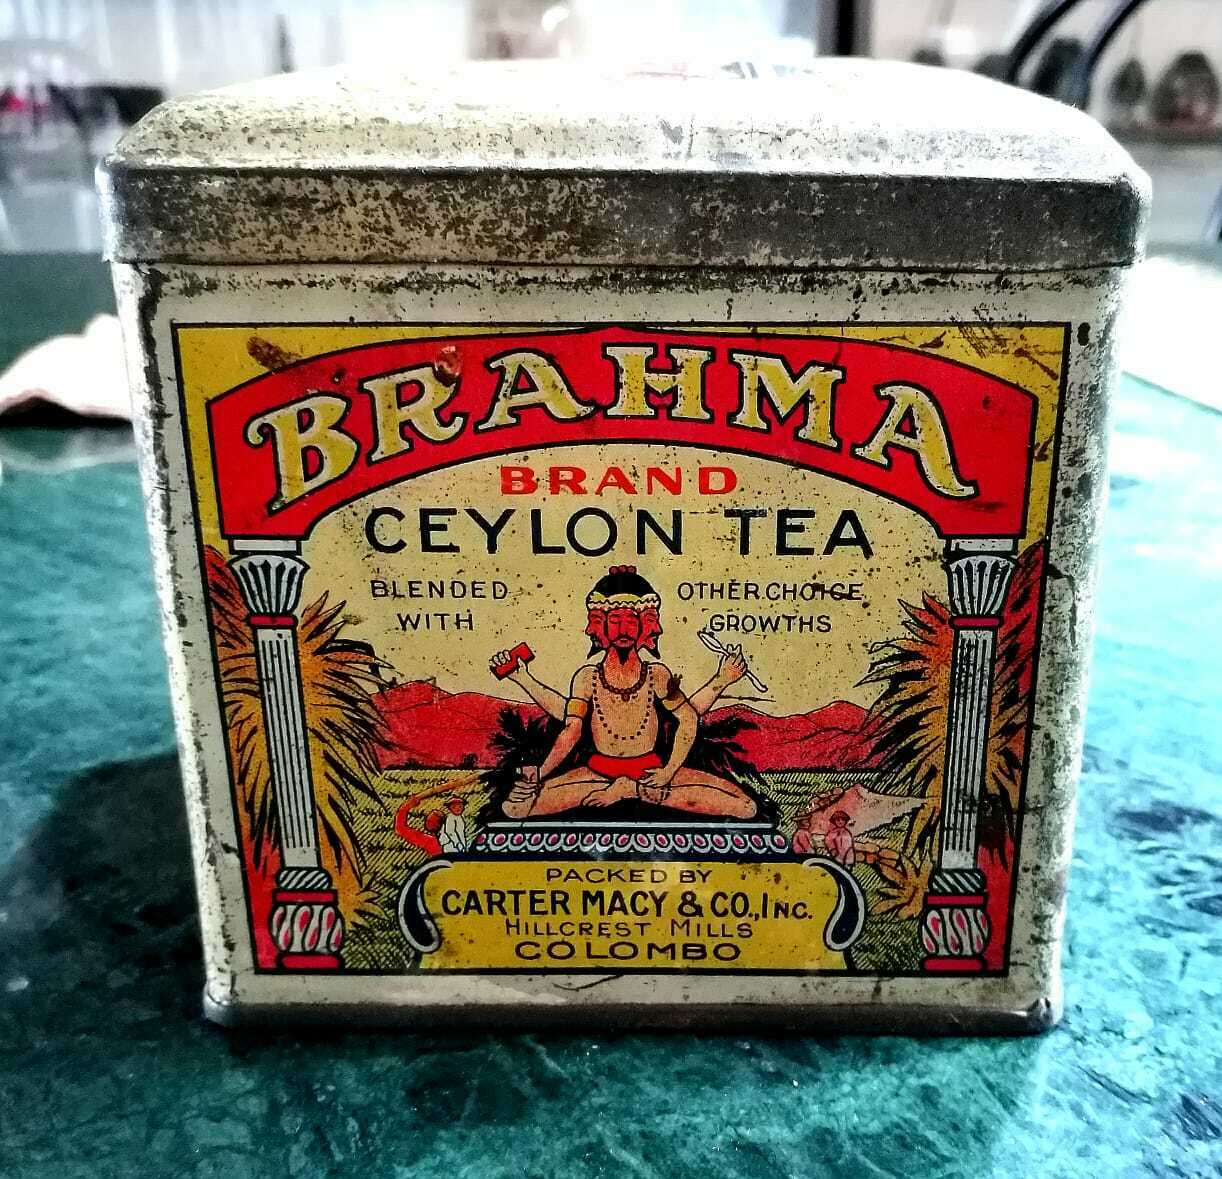 BRAHMA
BRAND
CEYLON TEA
BLENDED WITH
OTHER CHOICE GROWTHS
PACKED BY
CARTER MACY & CO., INC.
HILLCREST MILLS
COLOMBO